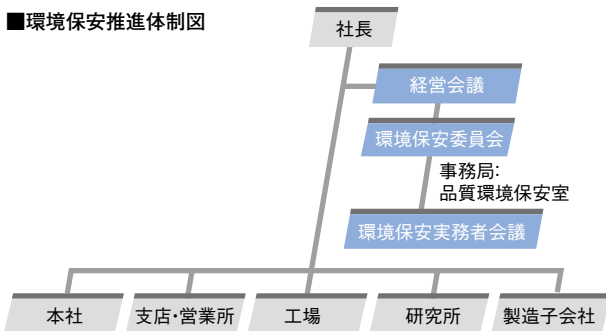 ■環境保安推進体制図
社長
経営会議
環境保安委員会
事務局:
品質環境保安室
環境保安実務者会議
本社
支店・営業所
工場
研究所
製造子会社